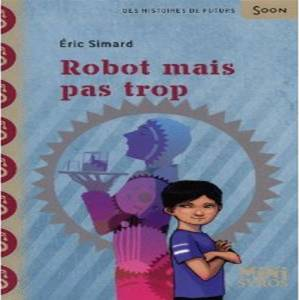 DES HISTOIRES DE FUTURS SOON
Éric Simard
Robot mais
pas trop
MiNi
SYROS